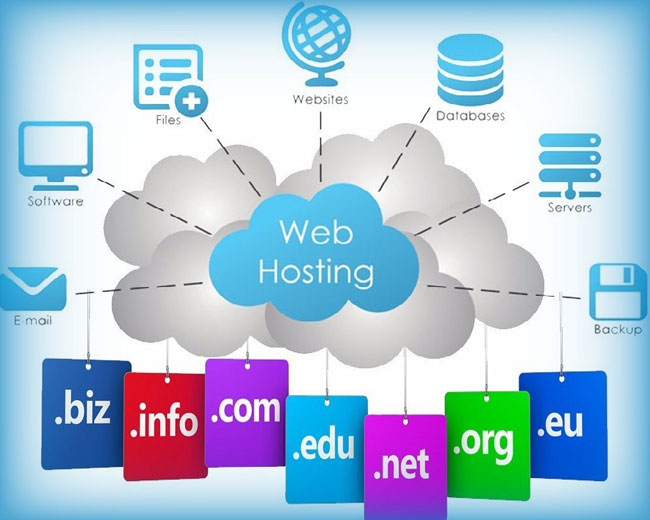 Websites
Files
Databases
Software
Servers
Web
Hosting
E-mail
Backup
.biz
.info
.com
.edu
.net
.org
.eu